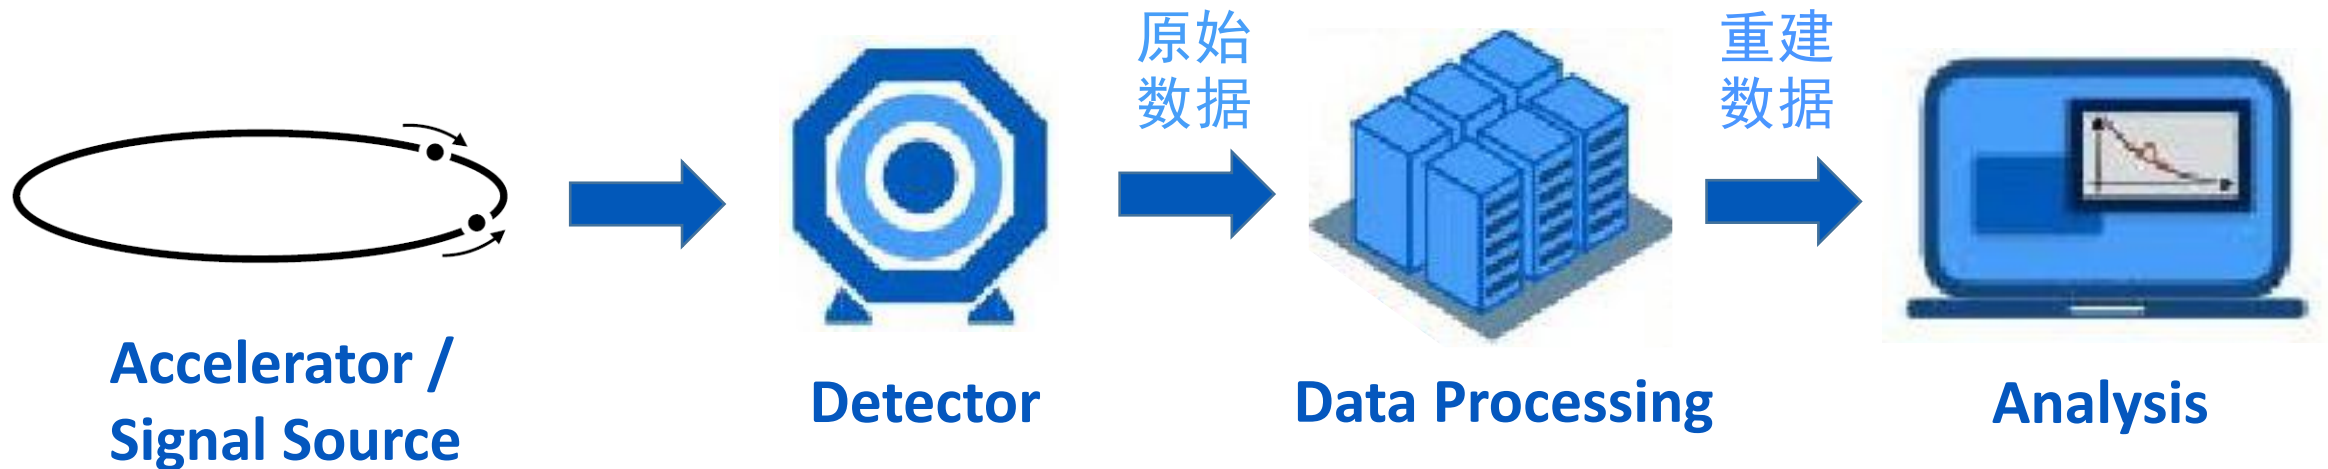 原始
数据
重建
数据
Accelerator /
Signal Source
Detector
Data Processing
Analysis